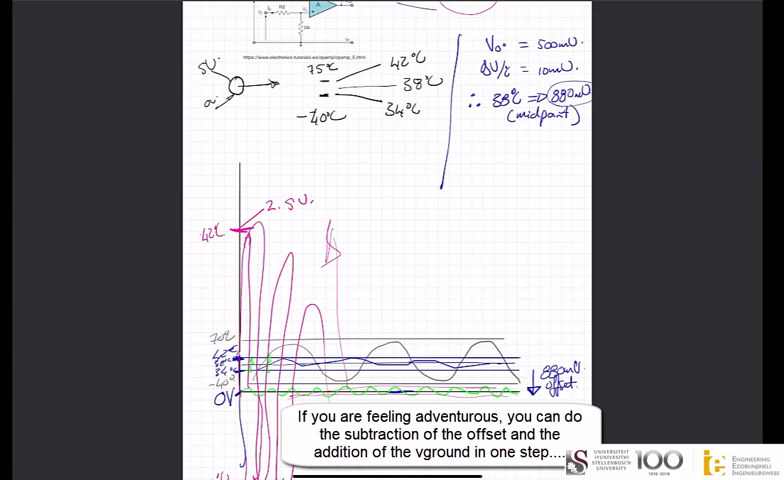 R2
https://www.electronics-tutorials.ws/opamp/opamp_5.html
5V
0V
75°C
-40°C
42°C
38°C
34°C
V0° = 500mV
ΔV/°c = 10mV.
∴ 38°C => 880mV
(midpoint)
2.5V.
42°C
70°C
42°C
38°C
34°C
-40°
0V
880mV
offset.
If you are feeling adventurous, you can do
the subtraction of the offset and the
addition of the vground in one step....
UNIVERSITEIT
IYUNIVESITHI
STELLENBOSCH
UNIVERSITY
100
1918 - 2018
ENGINEERING
EZOBUNJINELI
INGENIEURSWESE